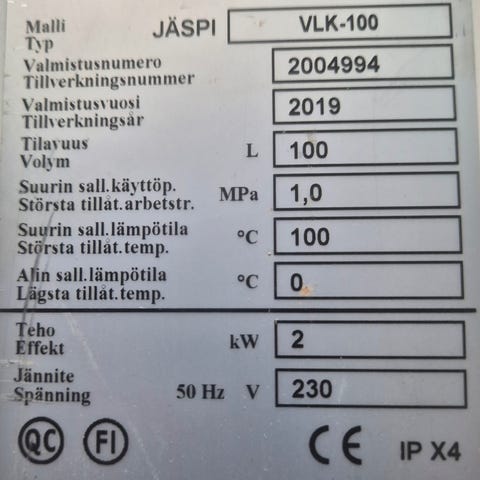 Malli JÄSPI VLK-100
Typ
Valmistusnumero 2004994
Tillverkningsnummer
Valmistusvuosi 2019
Tillverkningsår
Tilavuus L 100
Volym
Suurin sall.käyttöp. MPa 1,0
Största tillåt.arbetstr.
Suurin sall.lämpötila °C 100
Största tillåt.temp.
Alin sall.lämpötila °C 0
Lägsta tillåt.temp.
Teho kW 2
Effekt
Jännite 50 Hz V 230
Spänning
QC FI CE IP X4